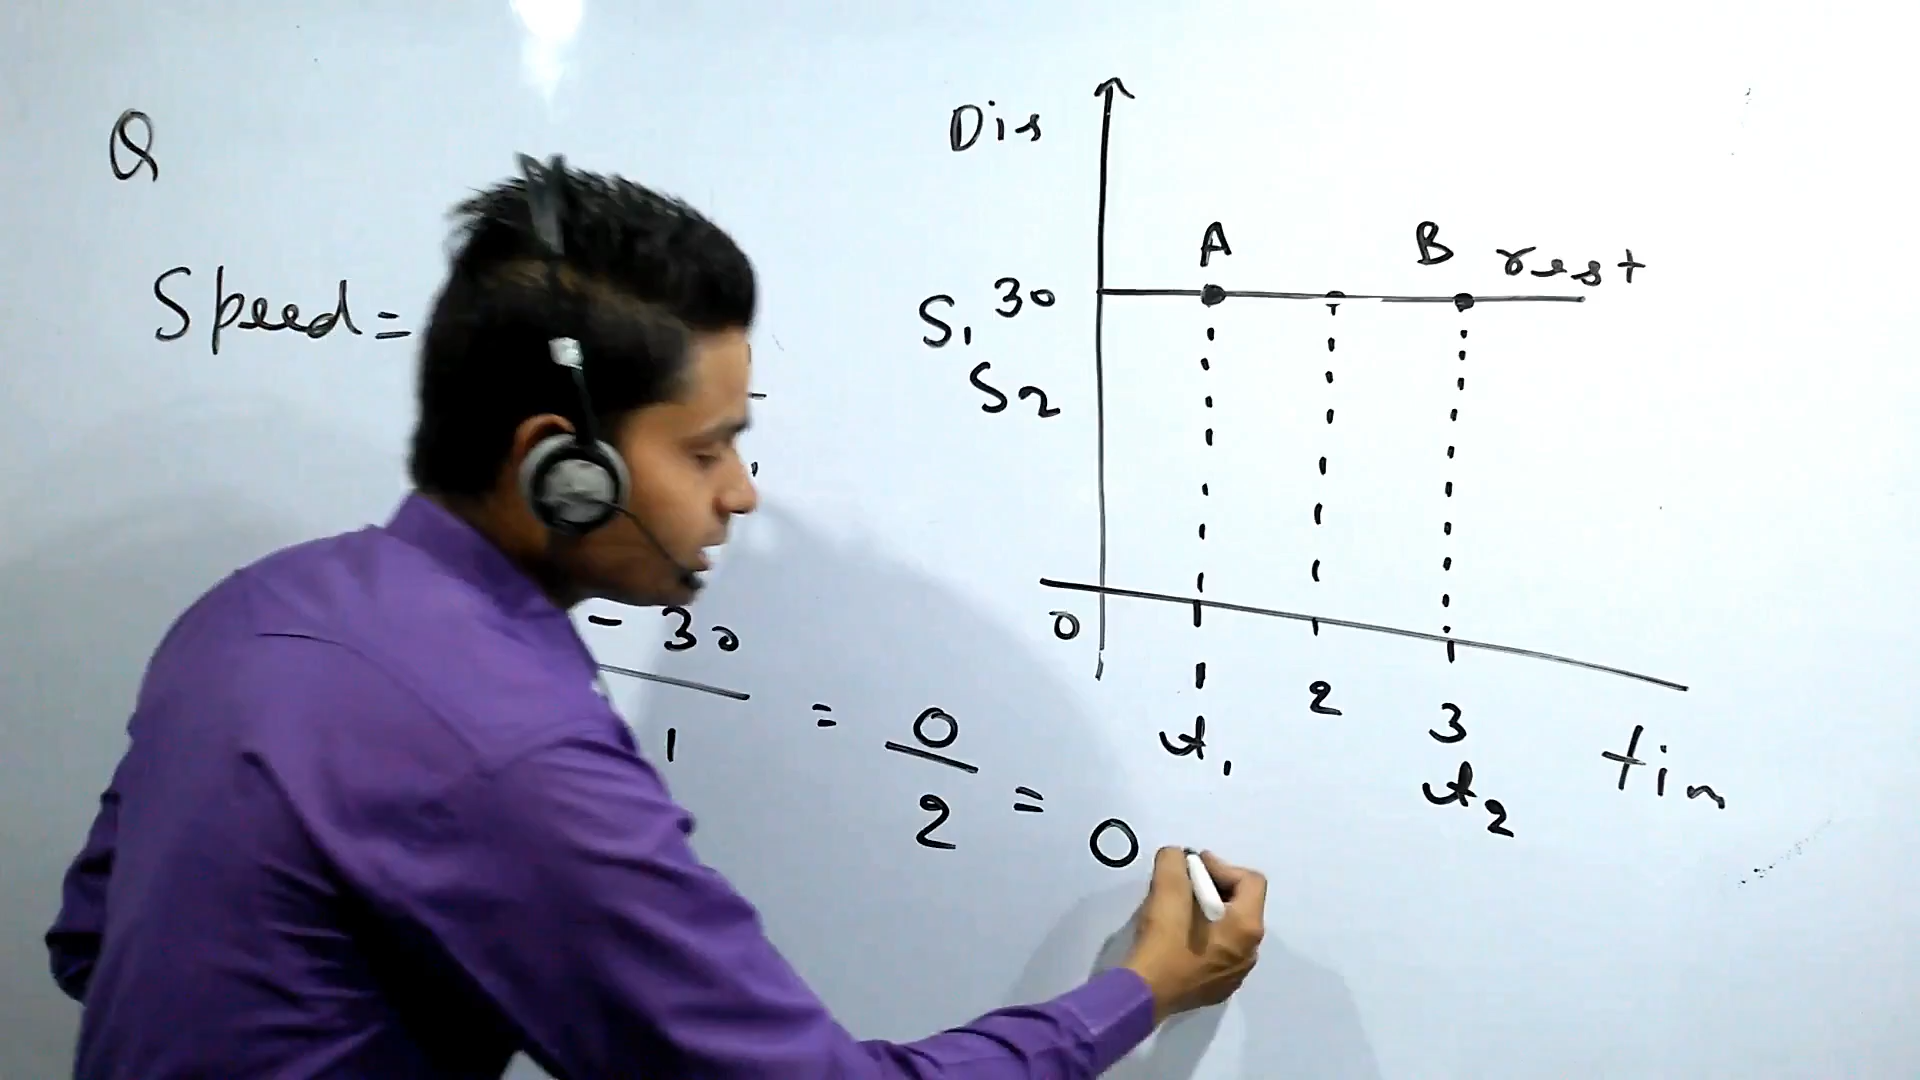 Q
Speed =
- 30
1
= 0
2
= 0
Dis
A
B
rest
S1 30
S2
0
1
2
3
t1
t2
tim